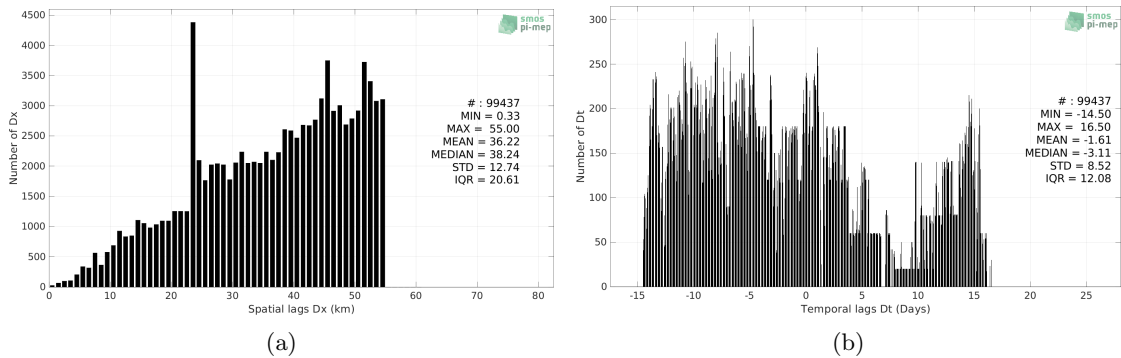 4500
4000
3500
3000
2500
2000
1500
1000
500
0
Number of Dx
0 10 20 30 40 50 60 70 80
Spatial lags Dx (km)
smos
pi-mep
# : 99437
MIN = 0.33
MAX = 55.00
MEAN = 36.22
MEDIAN = 38.24
STD = 12.74
IQR = 20.61
(a)
300
250
200
150
100
50
0
Number of Dt
-15 -10 -5 0 5 10 15 20 25
Temporal lags Dt (Days)
smos
pi-mep
# : 99437
MIN = -14.50
MAX = 16.50
MEAN = -1.61
MEDIAN = -3.11
STD = 8.52
IQR = 12.08
(b)